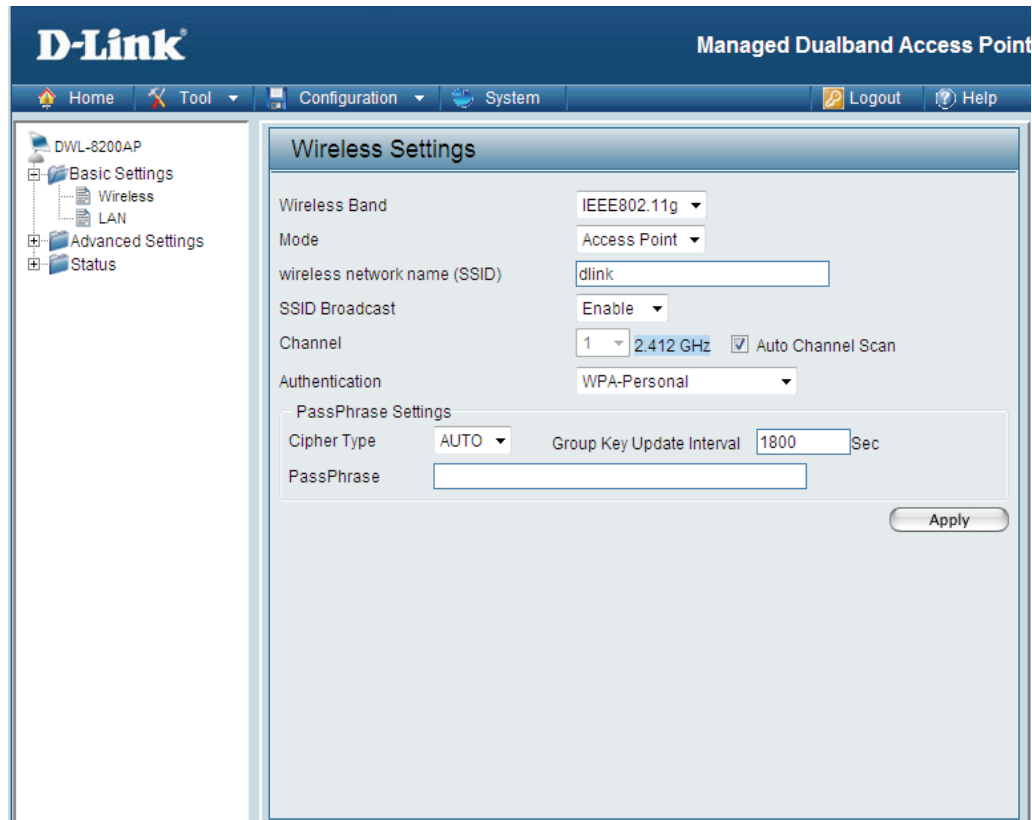 D-Link
Managed Dualband Access Point
Home Tool Configuration System Logout Help
DWL-8200AP
Basic Settings
Wireless
LAN
Advanced Settings
Status
Wireless Settings
Wireless Band IEEE802.11g
Mode Access Point
wireless network name (SSID) dlink
SSID Broadcast Enable
Channel 1 2.412 GHz Auto Channel Scan
Authentication WPA-Personal
PassPhrase Settings
Cipher Type AUTO Group Key Update Interval 1800 Sec
PassPhrase
Apply